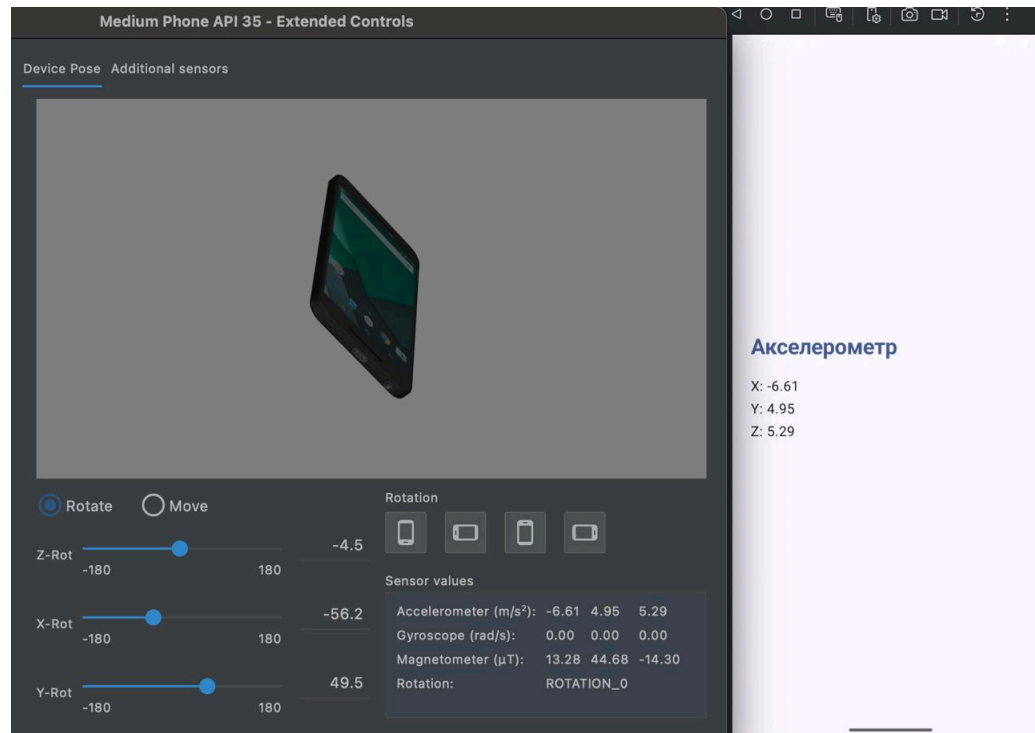 Medium Phone API 35 - Extended Controls
Device Pose Additional sensors
Rotate Move
Z-Rot -4.5
-180 180
X-Rot -56.2
-180 180
Y-Rot 49.5
-180 180
Rotation
Sensor values
Accelerometer (m/s²): -6.61 4.95 5.29
Gyroscope (rad/s): 0.00 0.00 0.00
Magnetometer (μT): 13.28 44.68 -14.30
Rotation: ROTATION_0
Акселерометр
X: -6.61
Y: 4.95
Z: 5.29